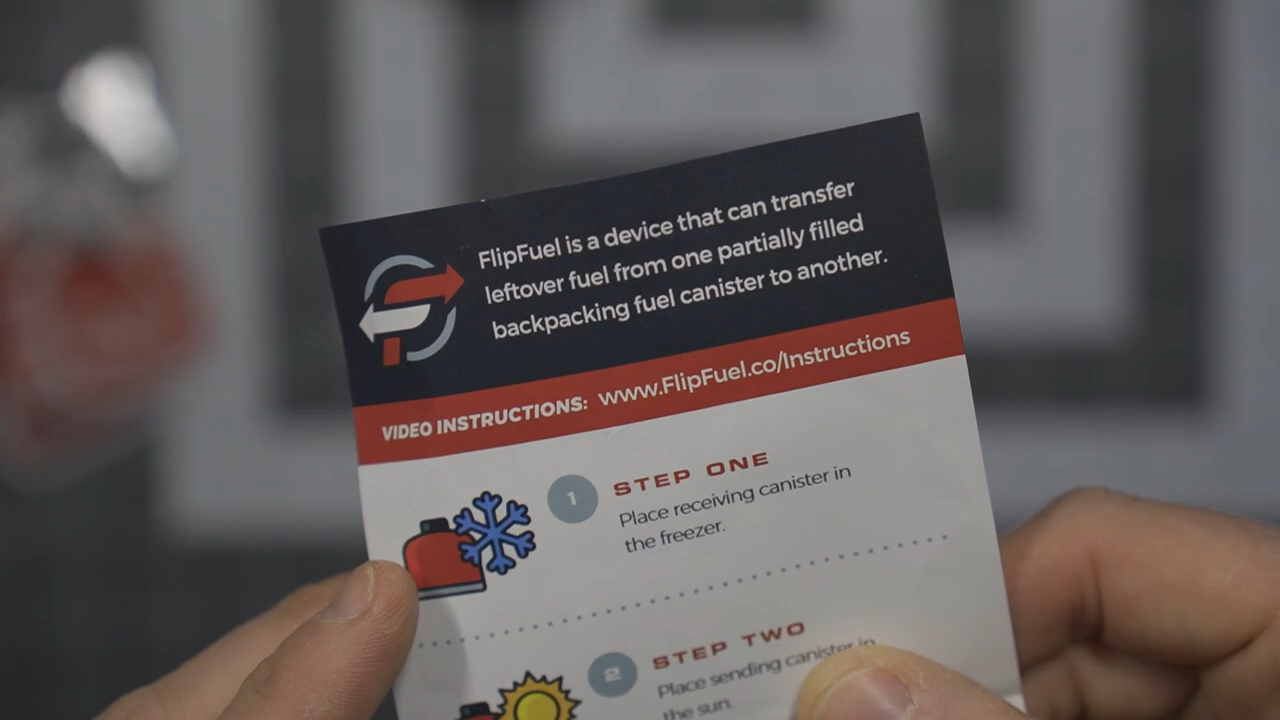 FlipFuel is a device that can transfer
leftover fuel from one partially filled
backpacking fuel canister to another.
VIDEO INSTRUCTIONS: www.FlipFuel.co/Instructions
1 STEP ONE
Place receiving canister in
the freezer.
2 STEP TWO
Place sending canister in
the sun.